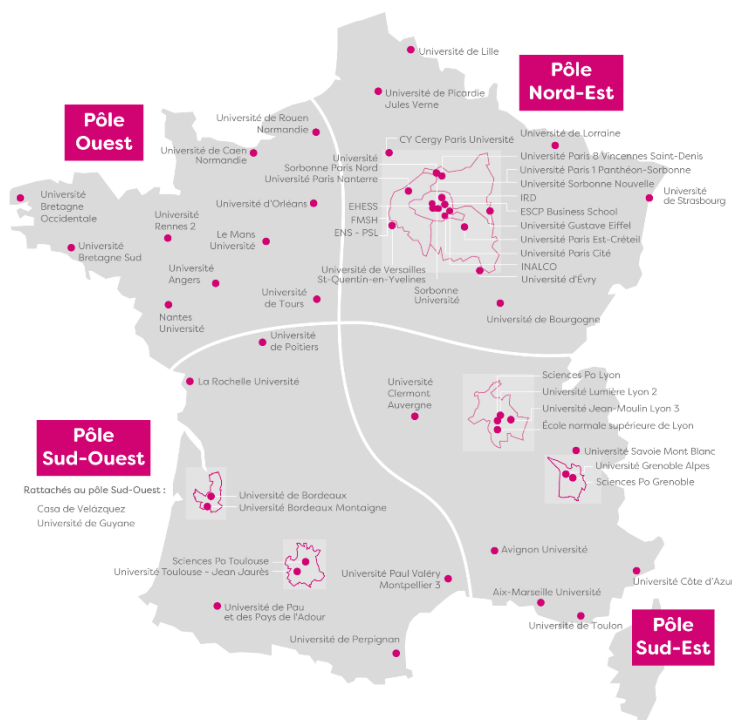 Université de Lille
Pôle
Nord-Est
Université de Picardie
Jules Verne
Pôle
Ouest
Université de Rouen
Normandie
Université de Caen
Normandie
CY Cergy Paris Université
Université de Lorraine
Université
Sorbonne Paris Nord
Université Paris Nanterre
Université Paris 8 Vincennes Saint-Denis
Université Paris 1 Panthéon-Sorbonne
Université Sorbonne Nouvelle
IRD
ESCP Business School
Université Gustave Eiffel
Université Paris Est-Créteil
Université Paris Cité
INALCO
Université d'Évry
Université
de Strasbourg
EHESS
FMSH
ENS - PSL
Université de Versailles
St-Quentin-en-Yvelines
Sorbonne
Université
Université
Bretagne
Occidentale
Université
Rennes 2
Université d'Orléans
Le Mans
Université
Université
Bretagne Sud
Université
Angers
Université
de Tours
Nantes
Université
Université de Bourgogne
Université
de Poitiers
La Rochelle Université
Université
Clermont
Auvergne
Sciences Po Lyon
Université Lumière Lyon 2
Université Jean-Moulin Lyon 3
École normale supérieure de Lyon
Université Savoie Mont Blanc
Université Grenoble Alpes
Sciences Po Grenoble
Pôle
Sud-Ouest
Rattachés au pôle Sud-Ouest :
Casa de Velázquez
Université de Guyane
Université de Bordeaux
Université Bordeaux Montaigne
Sciences Po Toulouse
Université Toulouse - Jean Jaurès
Université Paul Valéry
Montpellier 3
Avignon Université
Université Côte d'Azur
Aix-Marseille Université
Université de Toulon
Université de Pau
et des Pays de l'Adour
Université de Perpignan
Pôle
Sud-Est